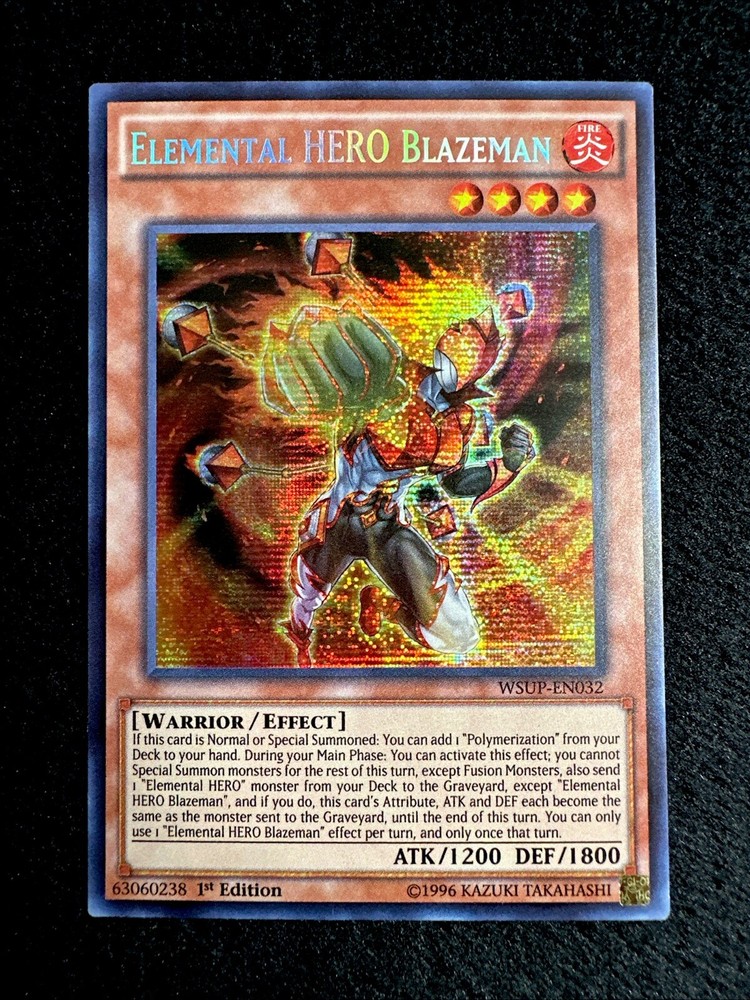 ELEMENTAL HERO BLAZEMAN
FIRE
炎
WSUP-EN032
[WARRIOR/EFFECT]
If this card is Normal or Special Summoned: You can add 1 "Polymerization" from your
Deck to your hand. During your Main Phase: You can activate this effect; you cannot
Special Summon monsters for the rest of this turn, except Fusion Monsters, also send
1 "Elemental HERO" monster from your Deck to the Graveyard, except "Elemental
HERO Blazeman", and if you do, this card's Attribute, ATK and DEF each become the
same as the monster sent to the Graveyard, until the end of this turn. You can only
use 1 "Elemental HERO Blazeman" effect per turn, and only once that turn.
ATK/1200 DEF/1800
63060238 1st Edition ©1996 KAZUKI TAKAHASHI